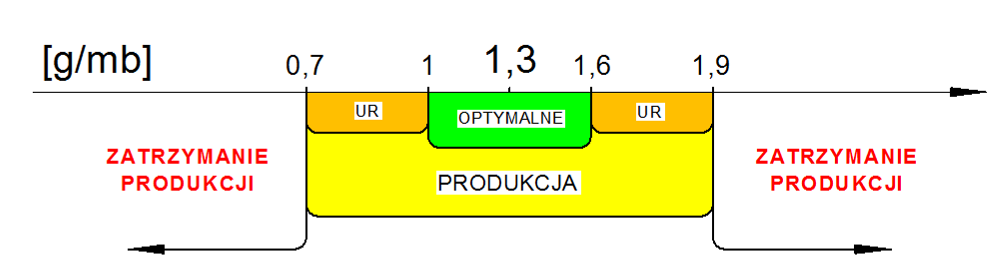 [g/mb] 0,7 1 1,3 1,6 1,9
UR OPTYMALNE UR
ZATRZYMANIE
PRODUKCJI
PRODUKCJA
ZATRZYMANIE
PRODUKCJI